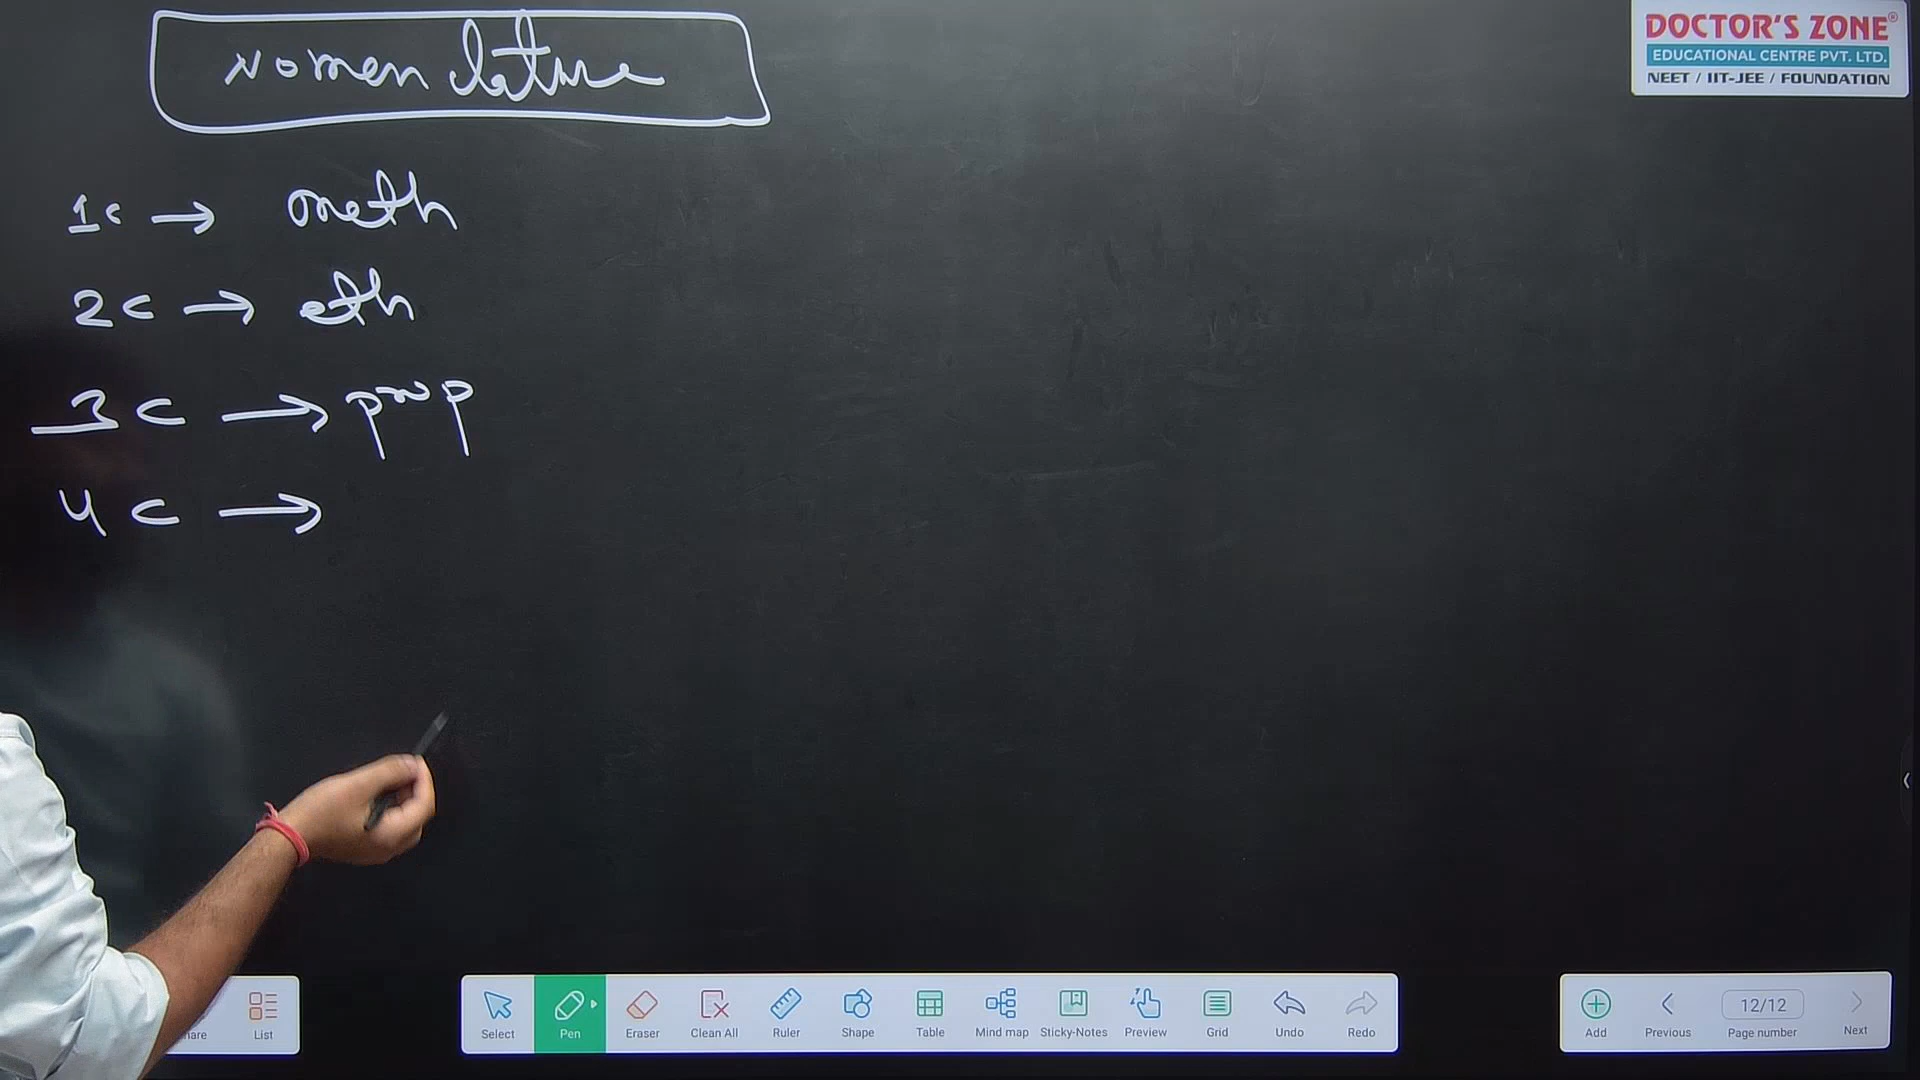 Nomenclature
DOCTOR'S ZONE®
EDUCATIONAL CENTRE PVT. LTD.
NEET / IIT-JEE / FOUNDATION
1C → meth
2C → eth
3C → prop
4C →
List
Select
Pen
Eraser
Clean All
Ruler
Shape
Table
Mind map
Sticky-Notes
Preview
Grid
Undo
Redo
Add
Previous
12/12
Page number
Next